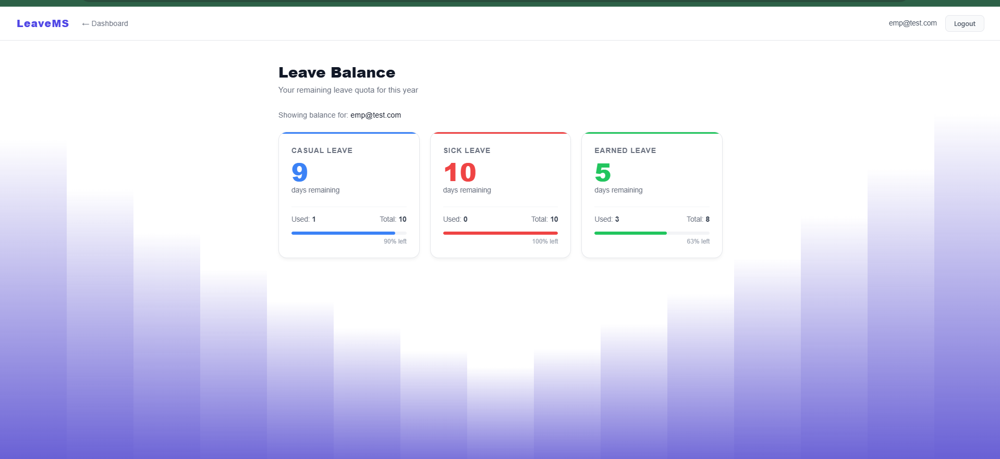 LeaveMS ← Dashboard emp@test.com Logout
Leave Balance
Your remaining leave quota for this year
Showing balance for: emp@test.com
CASUAL LEAVE
9
days remaining
Used: 1 Total: 10
90% left
SICK LEAVE
10
days remaining
Used: 0 Total: 10
100% left
EARNED LEAVE
5
days remaining
Used: 3 Total: 8
63% left